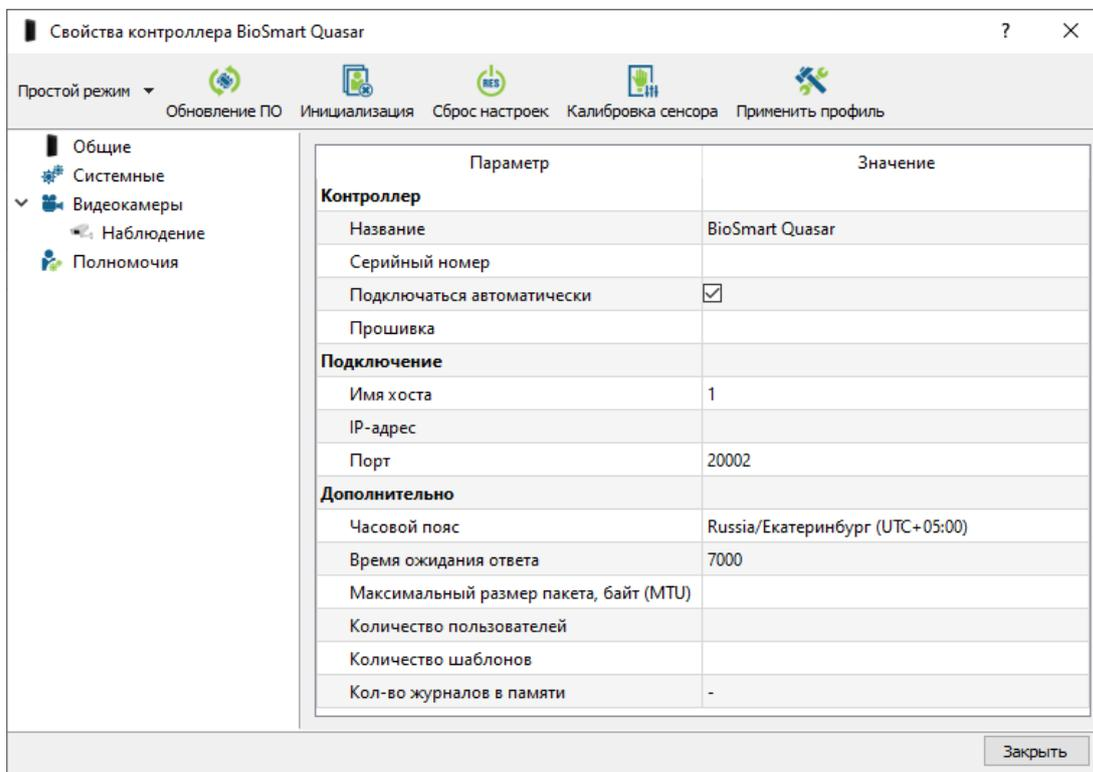 Свойства контроллера BioSmart Quasar
?
Простой режим
Обновление ПО
Инициализация
RES
Сброс настроек
Калибровка сенсора
Применить профиль
Общие
Системные
Видеокамеры
Наблюдение
Полномочия
Параметр Значение
Контроллер
Название BioSmart Quasar
Серийный номер
Подключаться автоматически
Прошивка
Подключение
Имя хоста 1
IP-адрес
Порт 20002
Дополнительно
Часовой пояс Russia/Екатеринбург (UTC+05:00)
Время ожидания ответа 7000
Максимальный размер пакета, байт (MTU)
Количество пользователей
Количество шаблонов
Кол-во журналов в памяти -
Закрыть